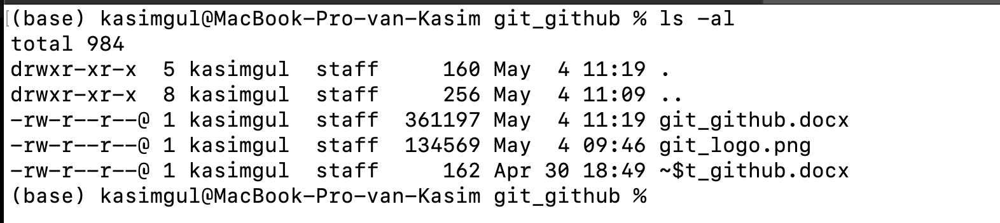 (base) kasimgul@MacBook-Pro-van-Kasim git_github % ls -al
total 984
drwxr-xr-x  5 kasimgul  staff     160 May  4 11:19 .
drwxr-xr-x  8 kasimgul  staff     256 May  4 11:09 ..
-rw-r--r--@ 1 kasimgul  staff  361197 May  4 11:19 git_github.docx
-rw-r--r--@ 1 kasimgul  staff  134569 May  4 09:46 git_logo.png
-rw-r--r--@ 1 kasimgul  staff     162 Apr 30 18:49 ~$t_github.docx
(base) kasimgul@MacBook-Pro-van-Kasim git_github %